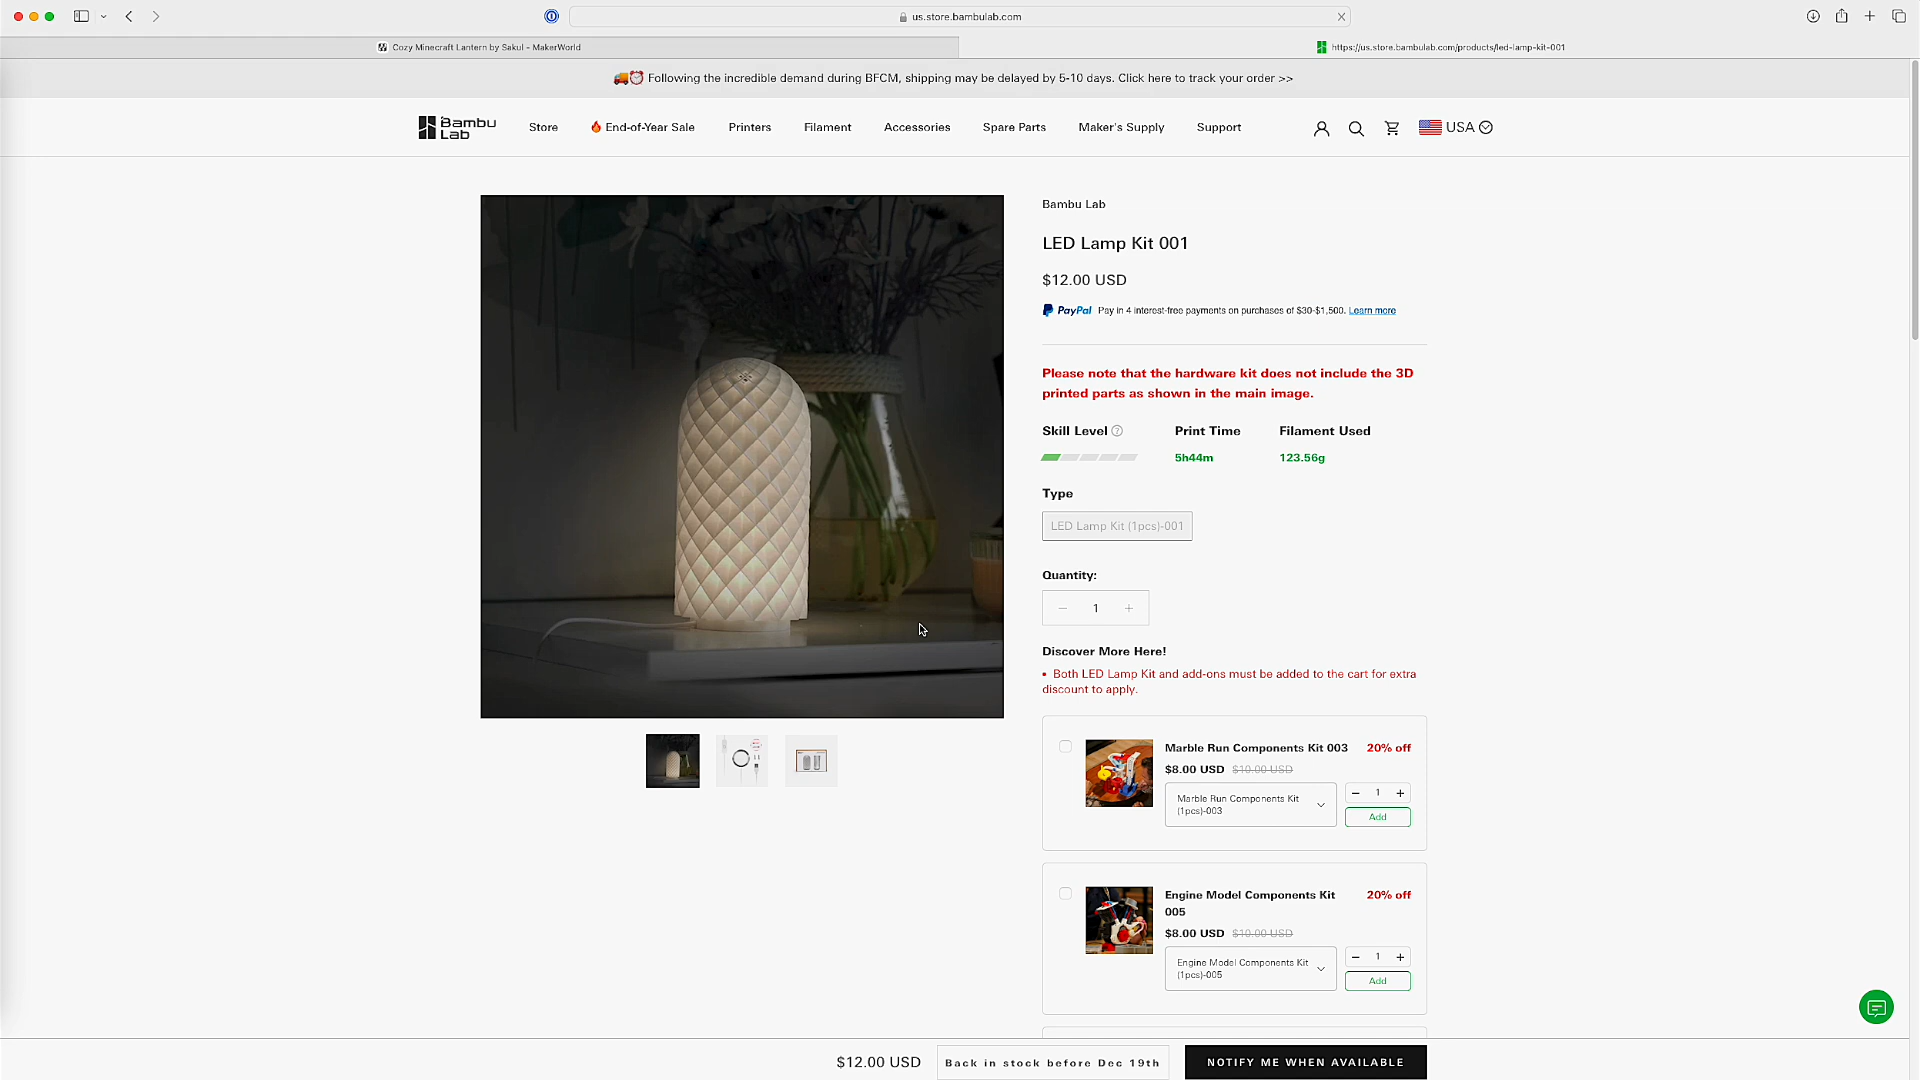 us.store.bambulab.com
Cozy Minecraft Lantern by Sakul - MakerWorld
https://us.store.bambulab.com/products/led-lamp-kit-001
Following the incredible demand during BFCM, shipping may be delayed by 5-10 days. Click here to track your order >>
Bambu Lab
Store
End-of-Year Sale
Printers
Filament
Accessories
Spare Parts
Maker's Supply
Support
USA
Bambu Lab
LED Lamp Kit 001
$12.00 USD
PayPal Pay in 4 interest-free payments on purchases of $30-$1,500. Learn more
Please note that the hardware kit does not include the 3D
printed parts as shown in the main image.
Skill Level ? Print Time Filament Used
5h44m 123.56g
Type
LED Lamp Kit (1pcs)-001
Quantity:
− 1 +
Discover More Here!
• Both LED Lamp Kit and add-ons must be added to the cart for extra
discount to apply.
Marble Run Components Kit 003 20% off
$8.00 USD $10.00 USD
Marble Run Components Kit
(1pcs)-003
− 1 +
Add
Engine Model Components Kit
005
20% off
$8.00 USD $10.00 USD
Engine Model Components Kit
(1pcs)-005
− 1 +
Add
$12.00 USD
Back in stock before Dec 19th
NOTIFY ME WHEN AVAILABLE